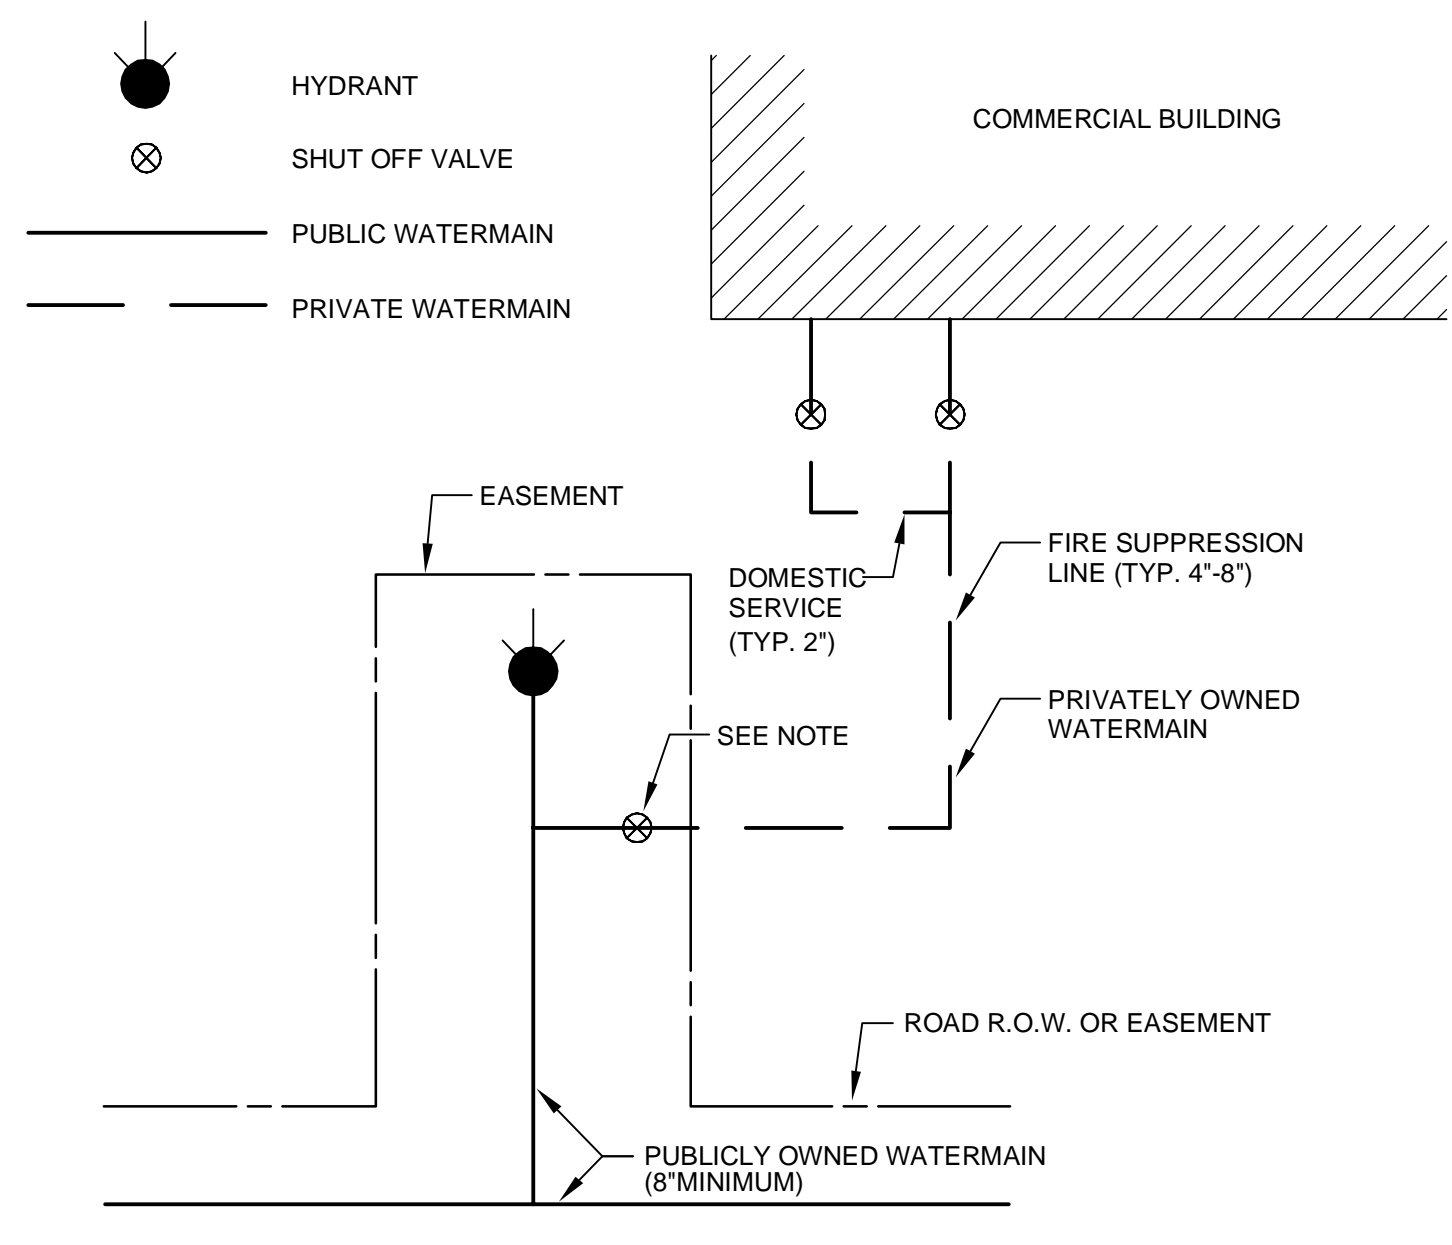 HYDRANT
SHUT OFF VALVE
PUBLIC WATERMAIN
PRIVATE WATERMAIN
COMMERCIAL BUILDING
EASEMENT
DOMESTIC
SERVICE
(TYP. 2")
FIRE SUPPRESSION
LINE (TYP. 4"-8")
PRIVATELY OWNED
WATERMAIN
SEE NOTE
ROAD R.O.W. OR EASEMENT
PUBLICLY OWNED WATERMAIN
(8"MINIMUM)